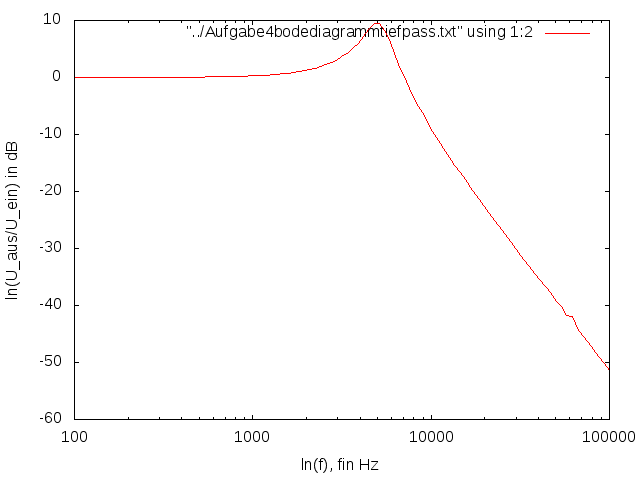 "../Aufgabe4bodediagrammtiefpass.txt" using 1:2
10
0
-10
-20
-30
-40
-50
-60
ln(U_aus/U_ein) in dB
100 1000 10000 100000
ln(f), fin Hz